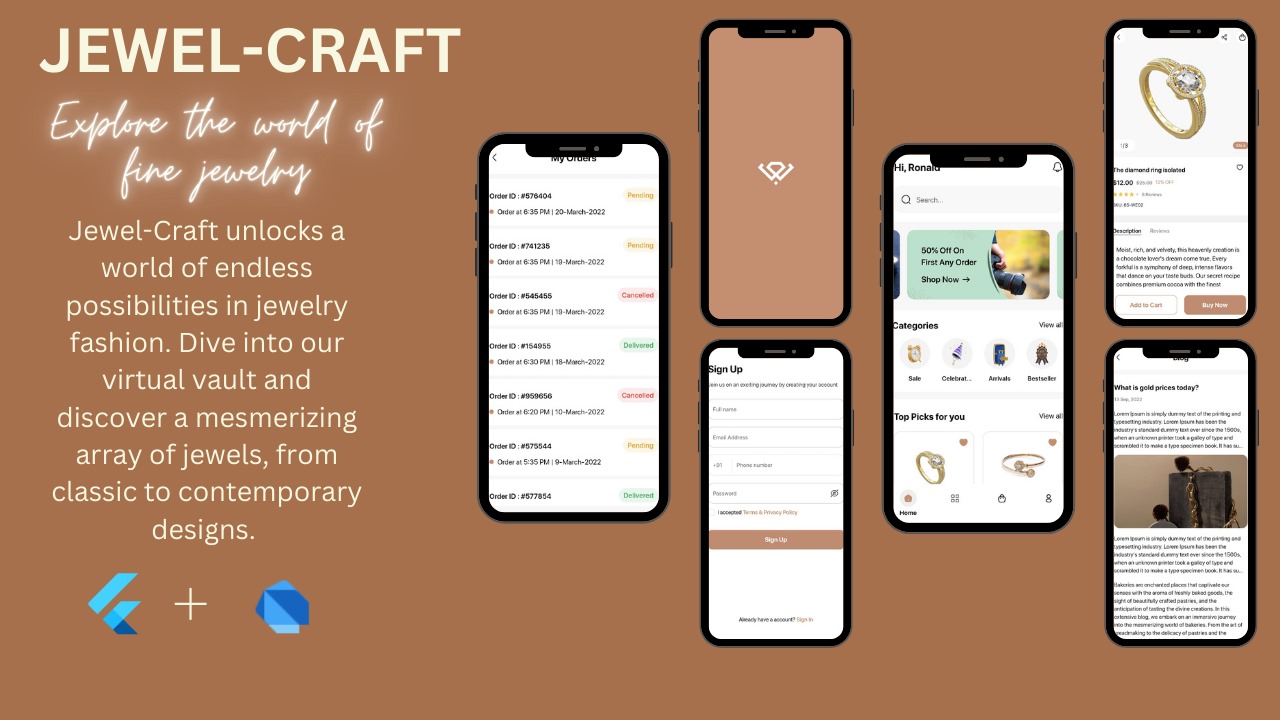 JEWEL-CRAFT
Explore the world of
fine jewelry
Jewel-Craft unlocks a
world of endless
possibilities in jewelry
fashion. Dive into our
virtual vault and
discover a mesmerizing
array of jewels, from
classic to contemporary
designs.
My Orders
Order ID : #576404
Pending
Order at 6:35 PM | 20-March-2022
Order ID : #741235
Pending
Order at 6:35 PM | 19-March-2022
Order ID : #545455
Cancelled
Order at 6:35 PM | 19-March-2022
Order ID : #154955
Delivered
Order at 6:30 PM | 18-March-2022
Order ID : #959656
Cancelled
Order at 6:20 PM | 10-March-2022
Order ID : #575544
Pending
Order at 5:35 PM | 9-March-2022
Order ID : #577854
Delivered
Sign Up
Join us on an exciting journey by creating your account
Full name
Email Address
+91 Phone number
Password
I accepted Terms & Privacy Policy
Sign Up
Already have a account? Sign In
Hi, Ronald
Search...
50% Off On
First Any Order
Shop Now →
Categories
View all
Sale
Celebrat...
Arrivals
Bestseller
Top Picks for you
View all
Home
1/3
SALE
The diamond ring isolated
$12.00 $25.00 12% OFF
8 Reviews
Description
Reviews
Moist, rich, and velvety, this heavenly creation is
a chocolate lover's dream come true. Every
forkful is a symphony of deep, intense flavors
that dance on your taste buds. Our secret recipe
combines premium cocoa with the finest
Add to Cart
Buy Now
Blog
What is gold prices today?
13 Sep, 2022
Lorem Ipsum is simply dummy text of the printing and
typesetting industry. Lorem Ipsum has been the
industry's standard dummy text ever since the 1500s,
when an unknown printer took a galley of type and
scrambled it to make a type specimen book. It has su...
Lorem Ipsum is simply dummy text of the printing and
typesetting industry. Lorem Ipsum has been the
industry's standard dummy text ever since the 1500s,
when an unknown printer took a galley of type and
scrambled it to make a type specimen book. It has su...
Bakeries are enchanted places that captivate our
senses with the aroma of freshly baked goods, the
sight of beautifully crafted pastries, and the
anticipation of tasting the divine creations. In this
extensive blog, we embark on an immersive journey
into the mesmerizing world of bakeries. From the art of
breadmaking to the delicacy of pastries and the